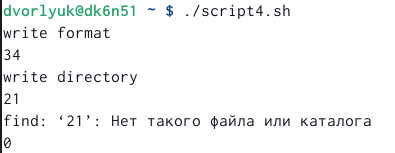 dvorlyuk@dk6n51 ~ $ ./script4.sh
write format
34
write directory
21
find: ‘21’: Нет такого файла или каталога
0